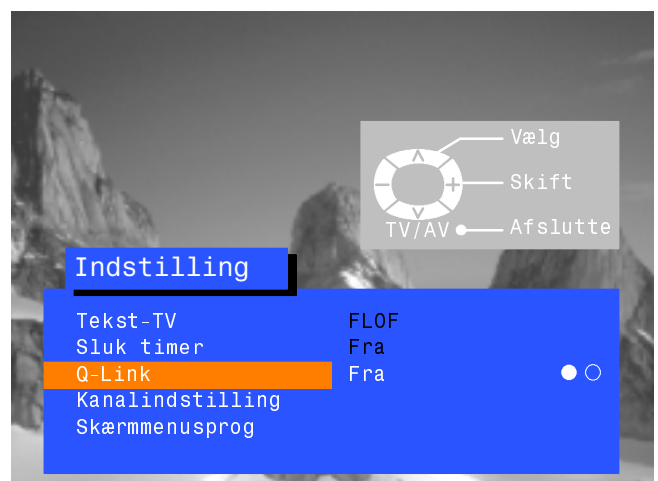 Vælg
Skift
TV/AV Afslutte
Indstilling
Tekst-TV FLOF
Sluk timer Fra
Q-Link Fra
Kanalindstilling
Skærmmenusprog